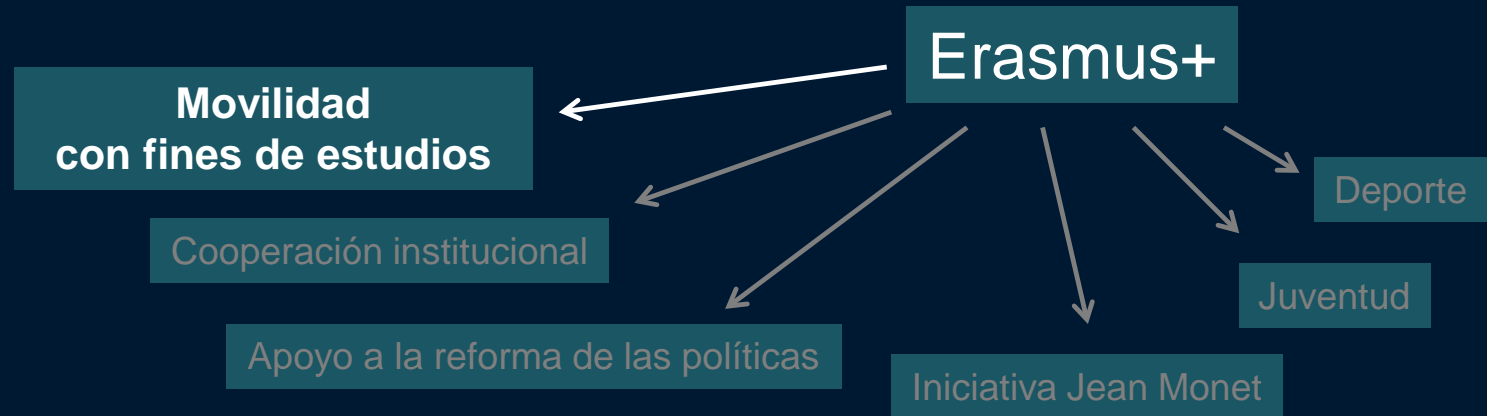 Erasmus+
Movilidad
con fines de estudios
Cooperación institucional
Apoyo a la reforma de las políticas
Iniciativa Jean Monet
Juventud
Deporte